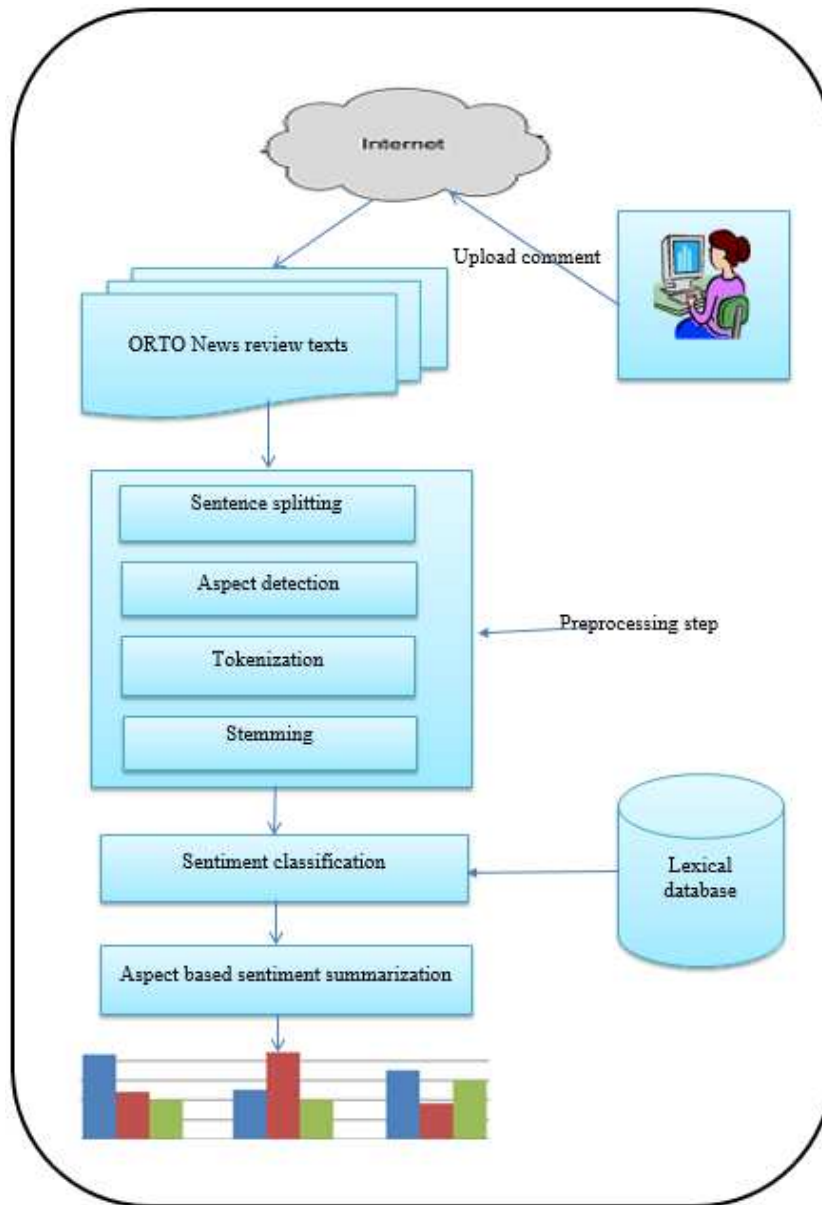 Internet
Upload comment
ORTO News review texts
Sentence splitting
Aspect detection
Preprocessing step
Tokenization
Stemming
Lexical
database
Sentiment classification
Aspect based sentiment summarization